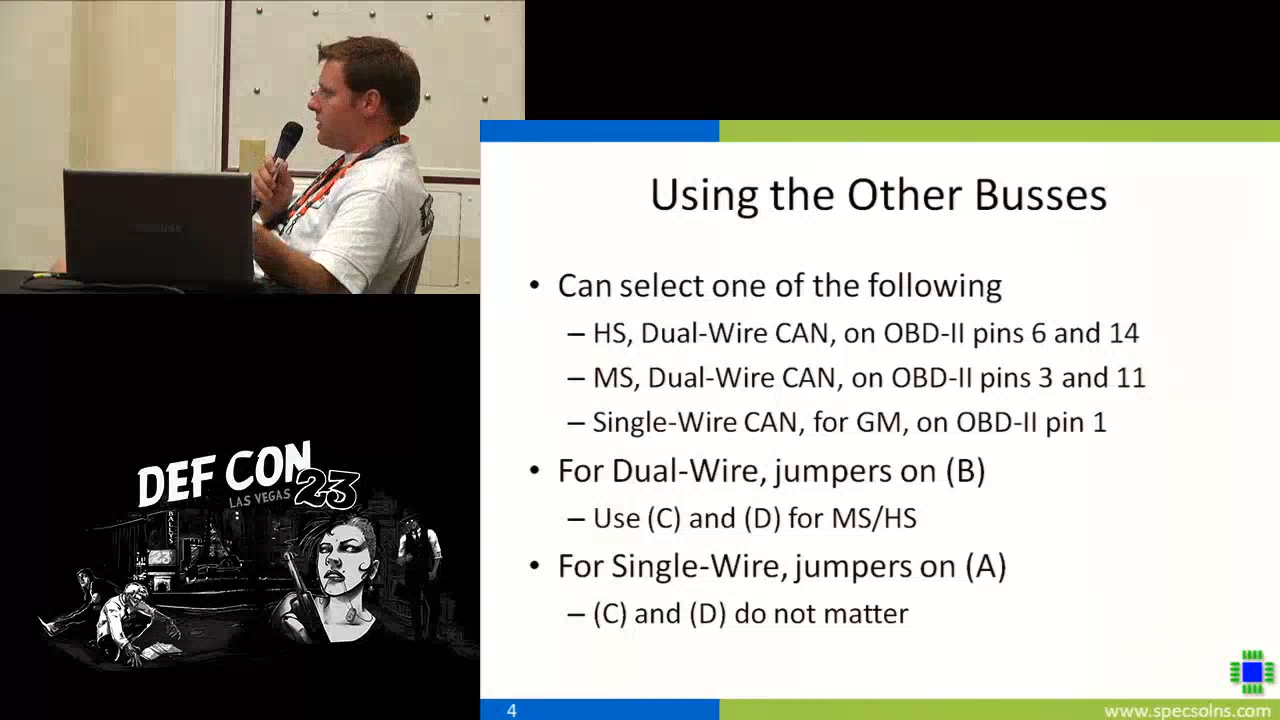 Using the Other Busses
• Can select one of the following
– HS, Dual-Wire CAN, on OBD-II pins 6 and 14
– MS, Dual-Wire CAN, on OBD-II pins 3 and 11
– Single-Wire CAN, for GM, on OBD-II pin 1
• For Dual-Wire, jumpers on (B)
– Use (C) and (D) for MS/HS
• For Single-Wire, jumpers on (A)
– (C) and (D) do not matter
4
www.specsolns.com
DEF CON
LAS VEGAS 23
BALLYS
23